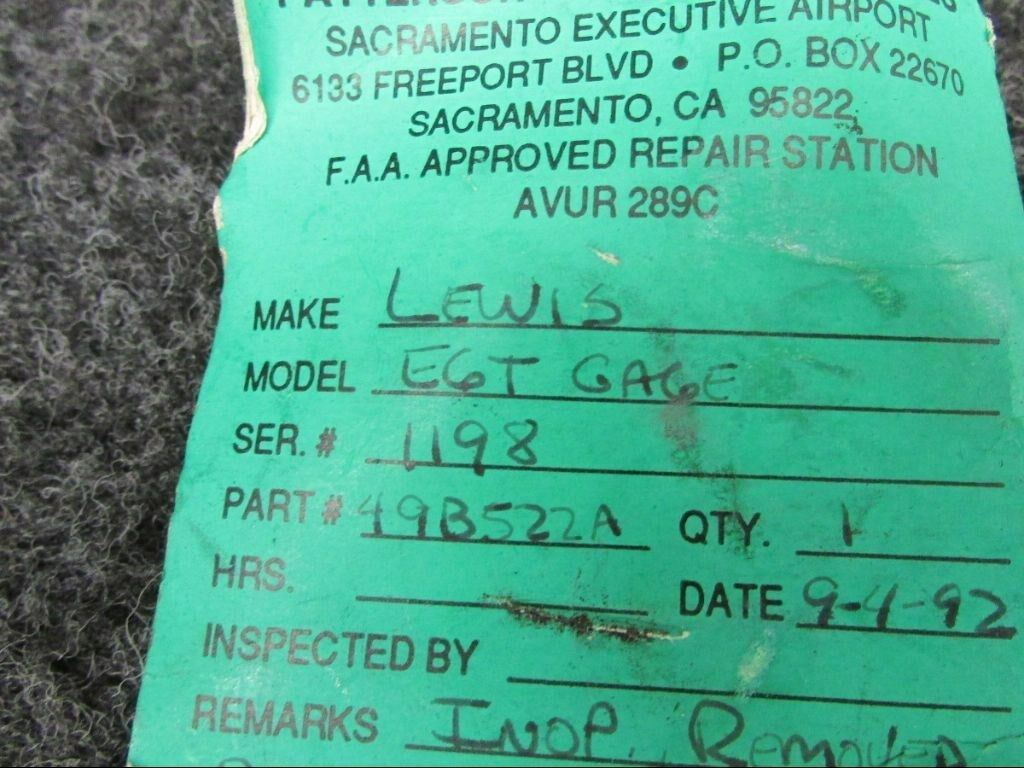 SACRAMENTO EXECUTIVE AIRPORT
6133 FREEPORT BLVD • P.O. BOX 22670
SACRAMENTO, CA 95822
F.A.A. APPROVED REPAIR STATION
AVUR 289C
MAKE LEWIS
MODEL EGT GAGE
SER. # 1198
PART # 49B522A QTY. 1
HRS. DATE 9-4-92
INSPECTED BY
REMARKS INOP. REMOVED